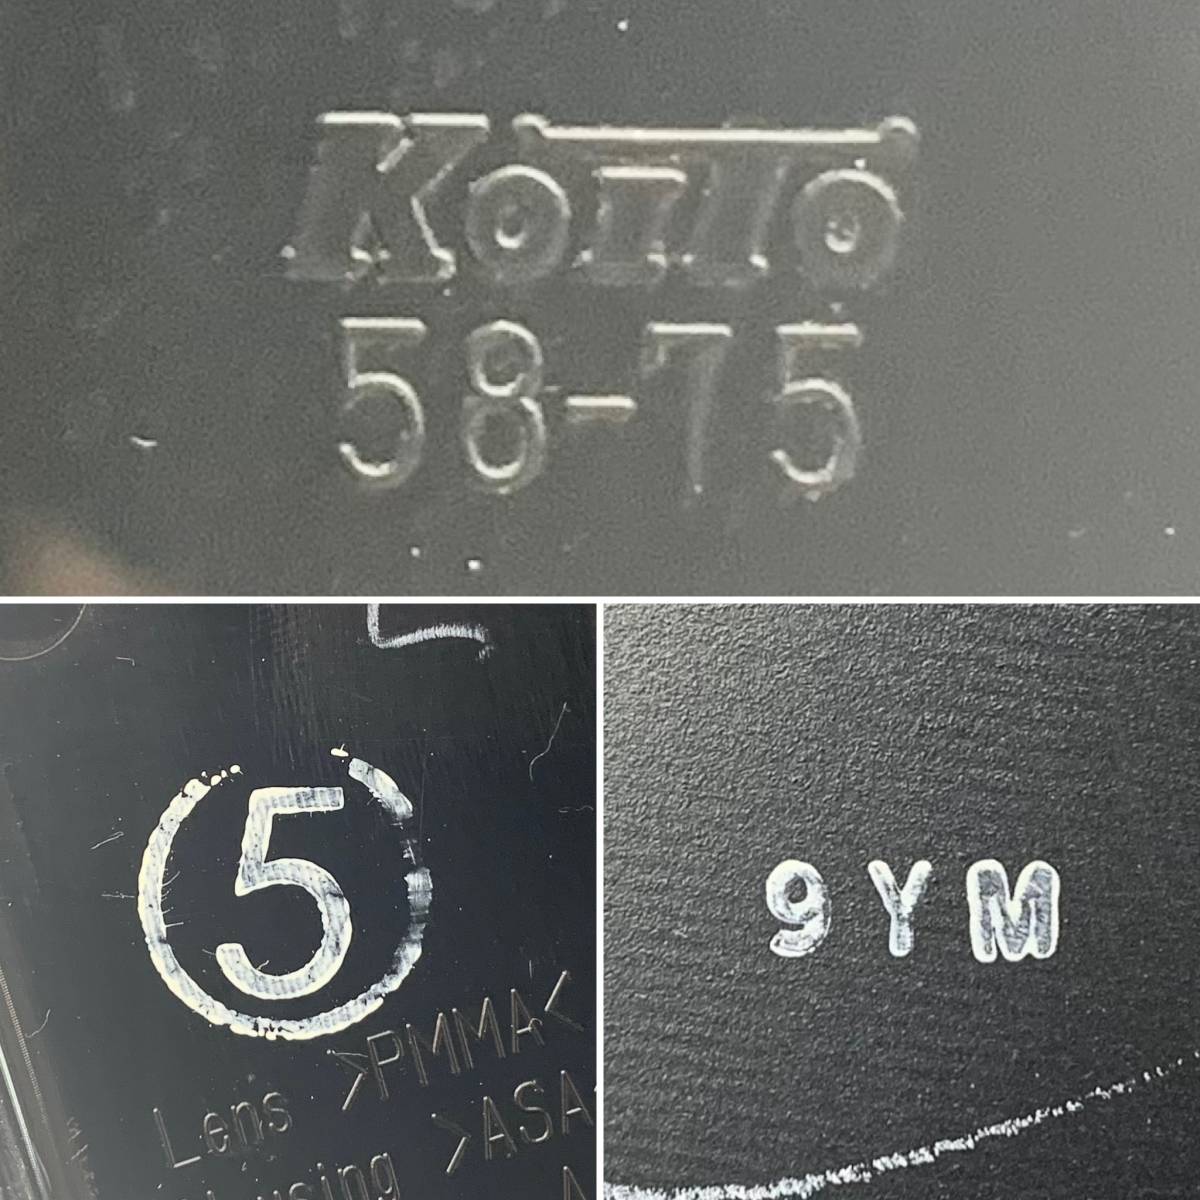 Koito
58-75
5
>PMMA<
Lens
>ASA
9YM